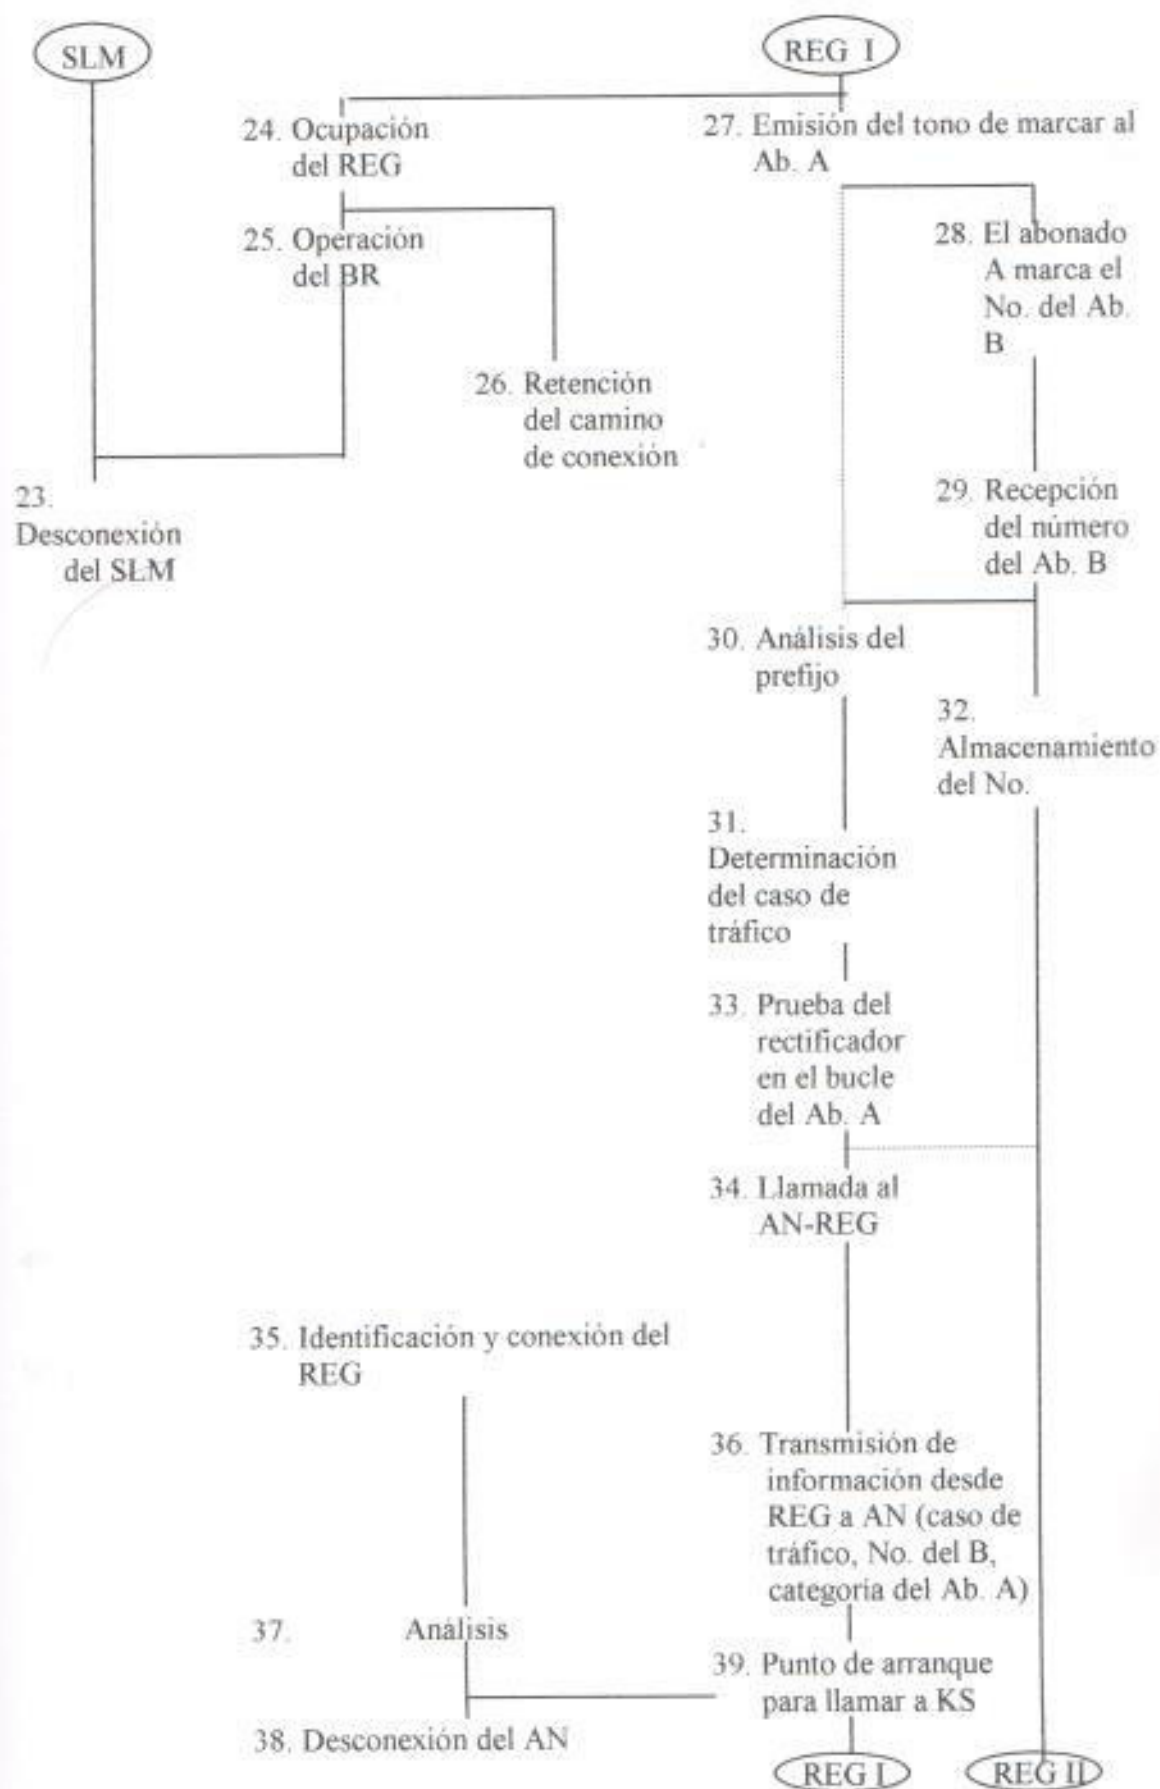 SLM
REG I
24. Ocupación
del REG
27. Emisión del tono de marcar al
Ab. A
25. Operación
del BR
28. El abonado
A marca el
No. del Ab.
B
26. Retención
del camino
de conexión
23.
Desconexión
del SLM
29. Recepción
del número
del Ab. B
30. Análisis del
prefijo
32.
Almacenamiento
del No.
31.
Determinación
del caso de
tráfico
33. Prueba del
rectificador
en el bucle
del Ab. A
34. Llamada al
AN-REG
35. Identificación y conexión del
REG
36. Transmisión de
información desde
REG a AN (caso de
tráfico, No. del B,
categoría del Ab. A)
37. Análisis
39. Punto de arranque
para llamar a KS
38. Desconexión del AN
REG I
REG II